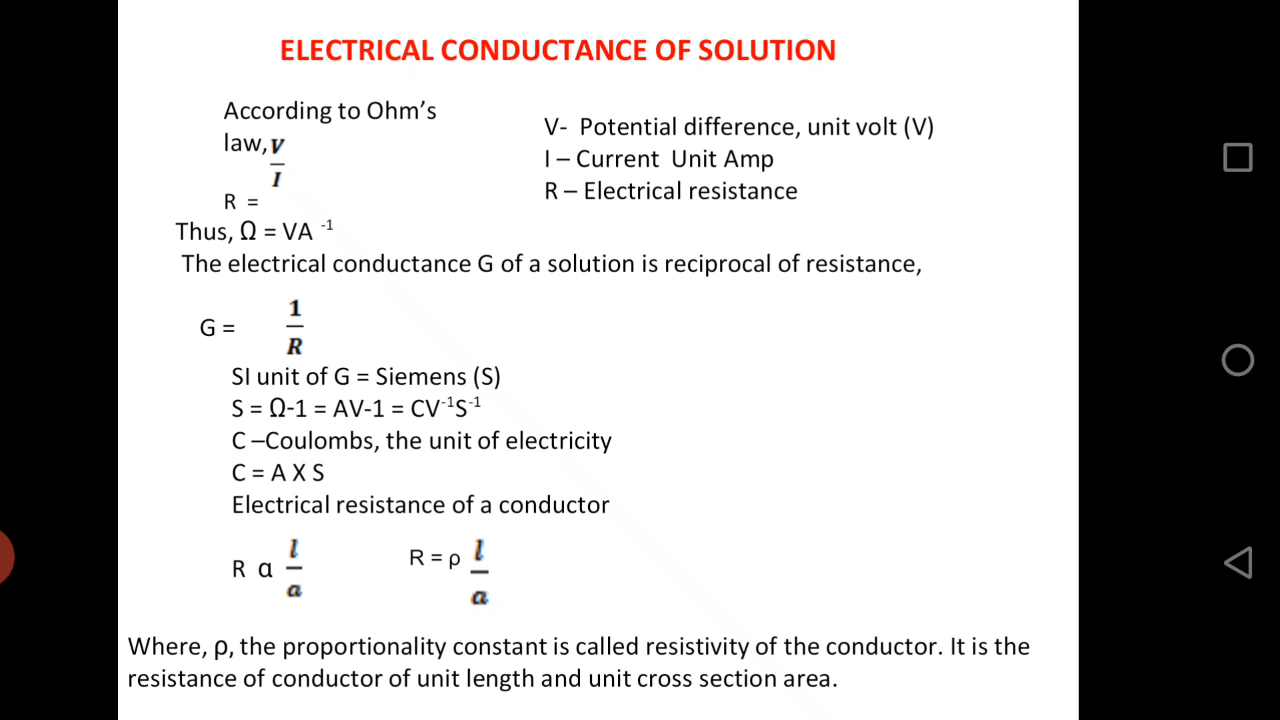 ELECTRICAL CONDUCTANCE OF SOLUTION
According to Ohm's
law, V
I
R =
V- Potential difference, unit volt (V)
I – Current Unit Amp
R – Electrical resistance
Thus, Ω = VA ⁻¹
The electrical conductance G of a solution is reciprocal of resistance,
G = 1
R
SI unit of G = Siemens (S)
S = Ω-1 = AV-1 = CV⁻¹S⁻¹
C –Coulombs, the unit of electricity
C = A X S
Electrical resistance of a conductor
R α l
a
R = ρ l
a
Where, ρ, the proportionality constant is called resistivity of the conductor. It is the
resistance of conductor of unit length and unit cross section area.